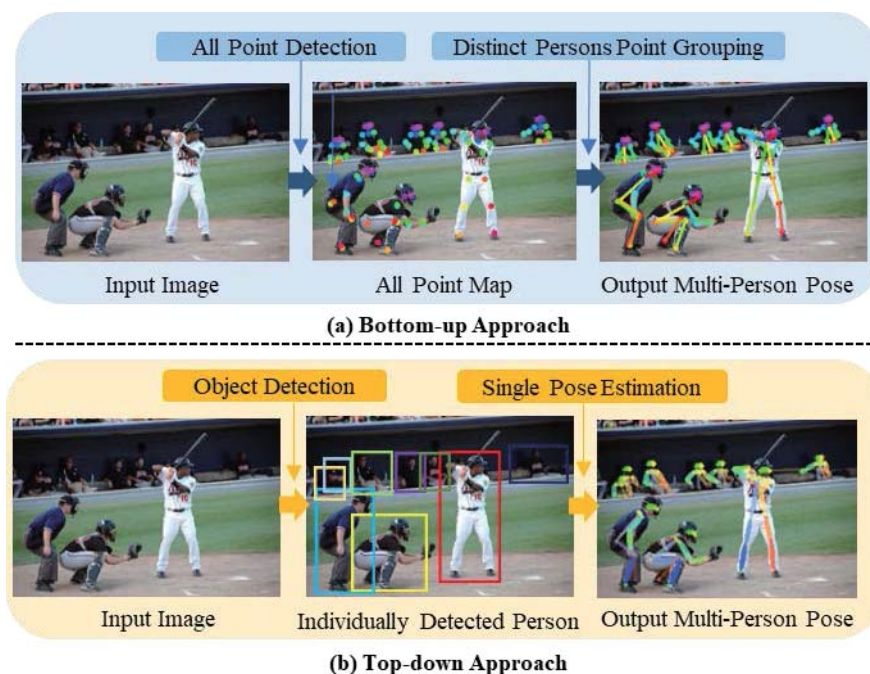 All Point Detection
Distinct Persons Point Grouping
Input Image
All Point Map
Output Multi-Person Pose
(a) Bottom-up Approach
Object Detection
Single Pose Estimation
Input Image
Individually Detected Person
Output Multi-Person Pose
(b) Top-down Approach